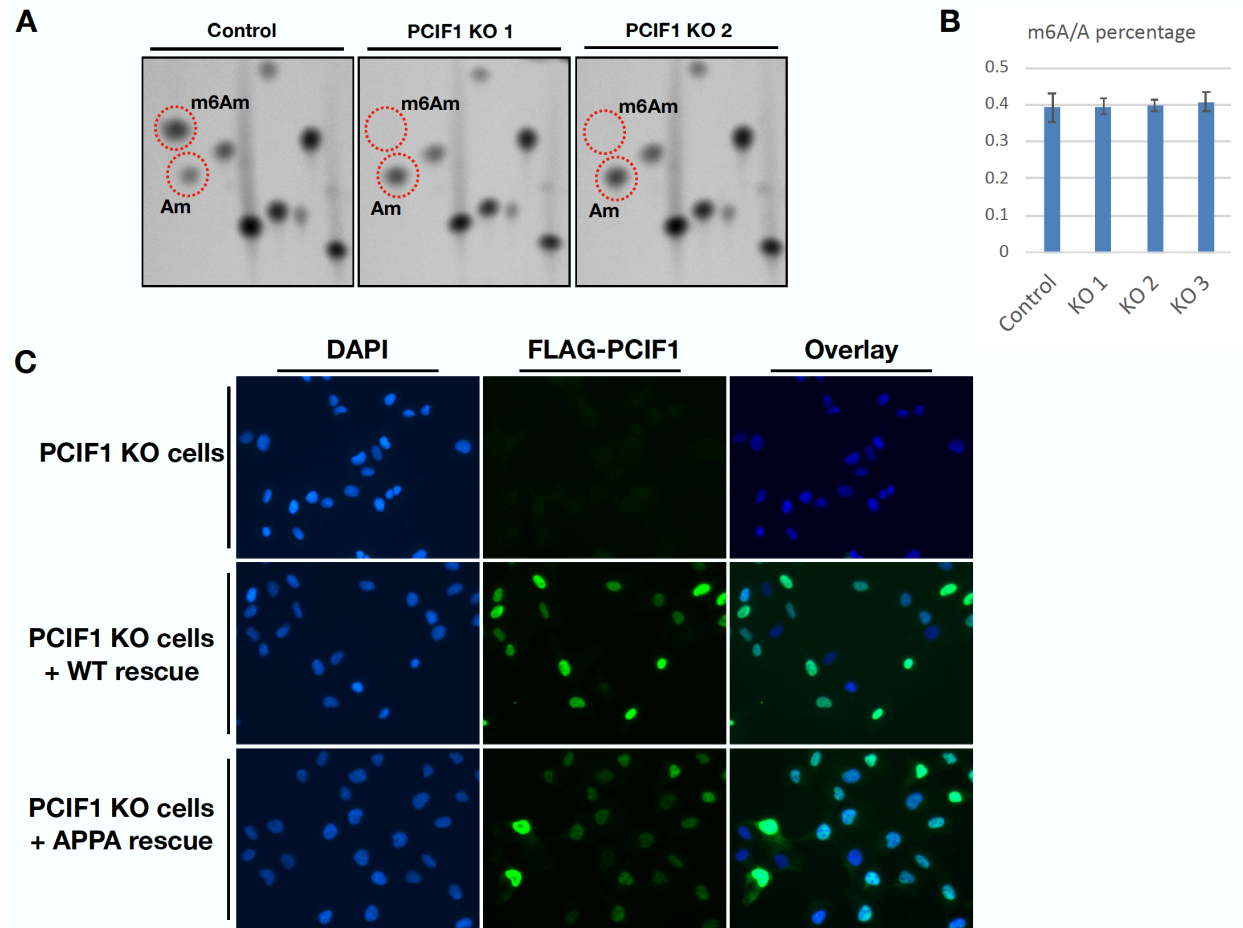 A
Control
PCIF1 KO 1
PCIF1 KO 2
m6Am
Am
m6Am
Am
m6Am
Am
B
m6A/A percentage
0.5
0.4
0.3
0.2
0.1
0
Control
KO 1
KO 2
KO 3
C
DAPI
FLAG-PCIF1
Overlay
PCIF1 KO cells
PCIF1 KO cells
+ WT rescue
PCIF1 KO cells
+ APPA rescue